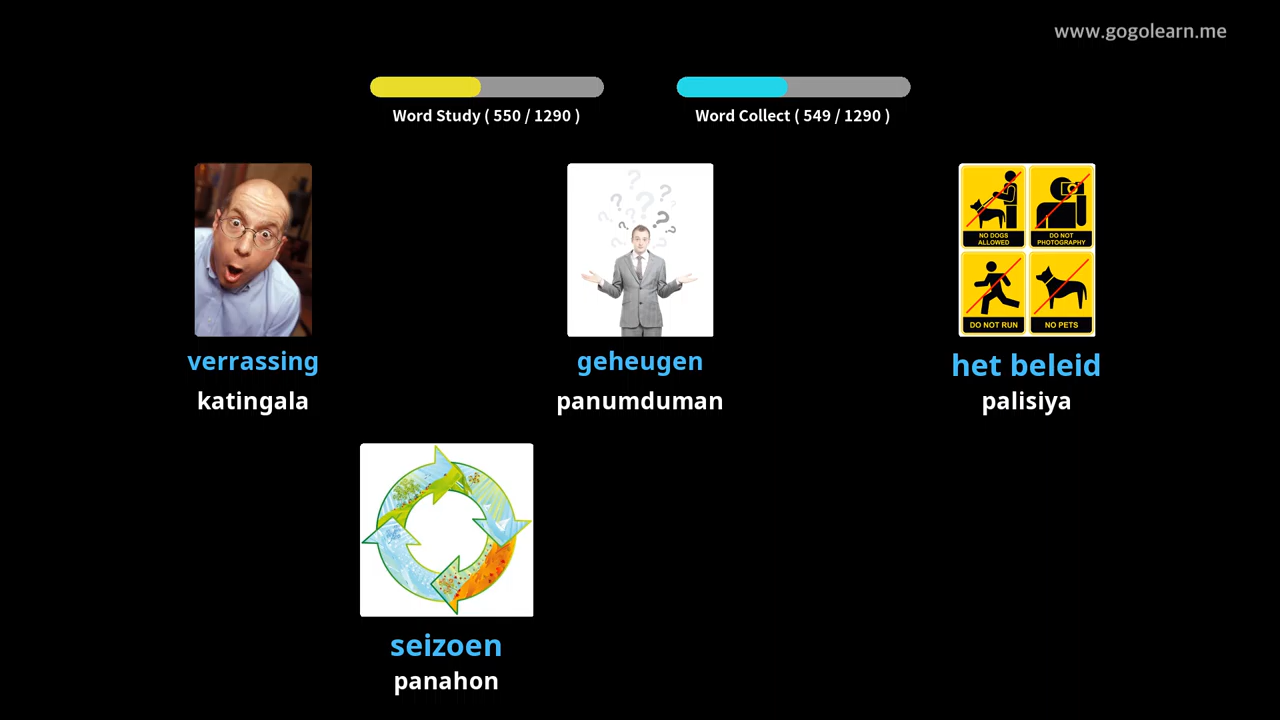 www.gogolearn.me
Word Study ( 550 / 1290 )
Word Collect ( 549 / 1290 )
NO DOGS
ALLOWED
DO NOT
PHOTOGRAPHY
DO NOT RUN
NO PETS
verrassing
geheugen
het beleid
katingala
panumduman
palisiya
seizoen
panahon